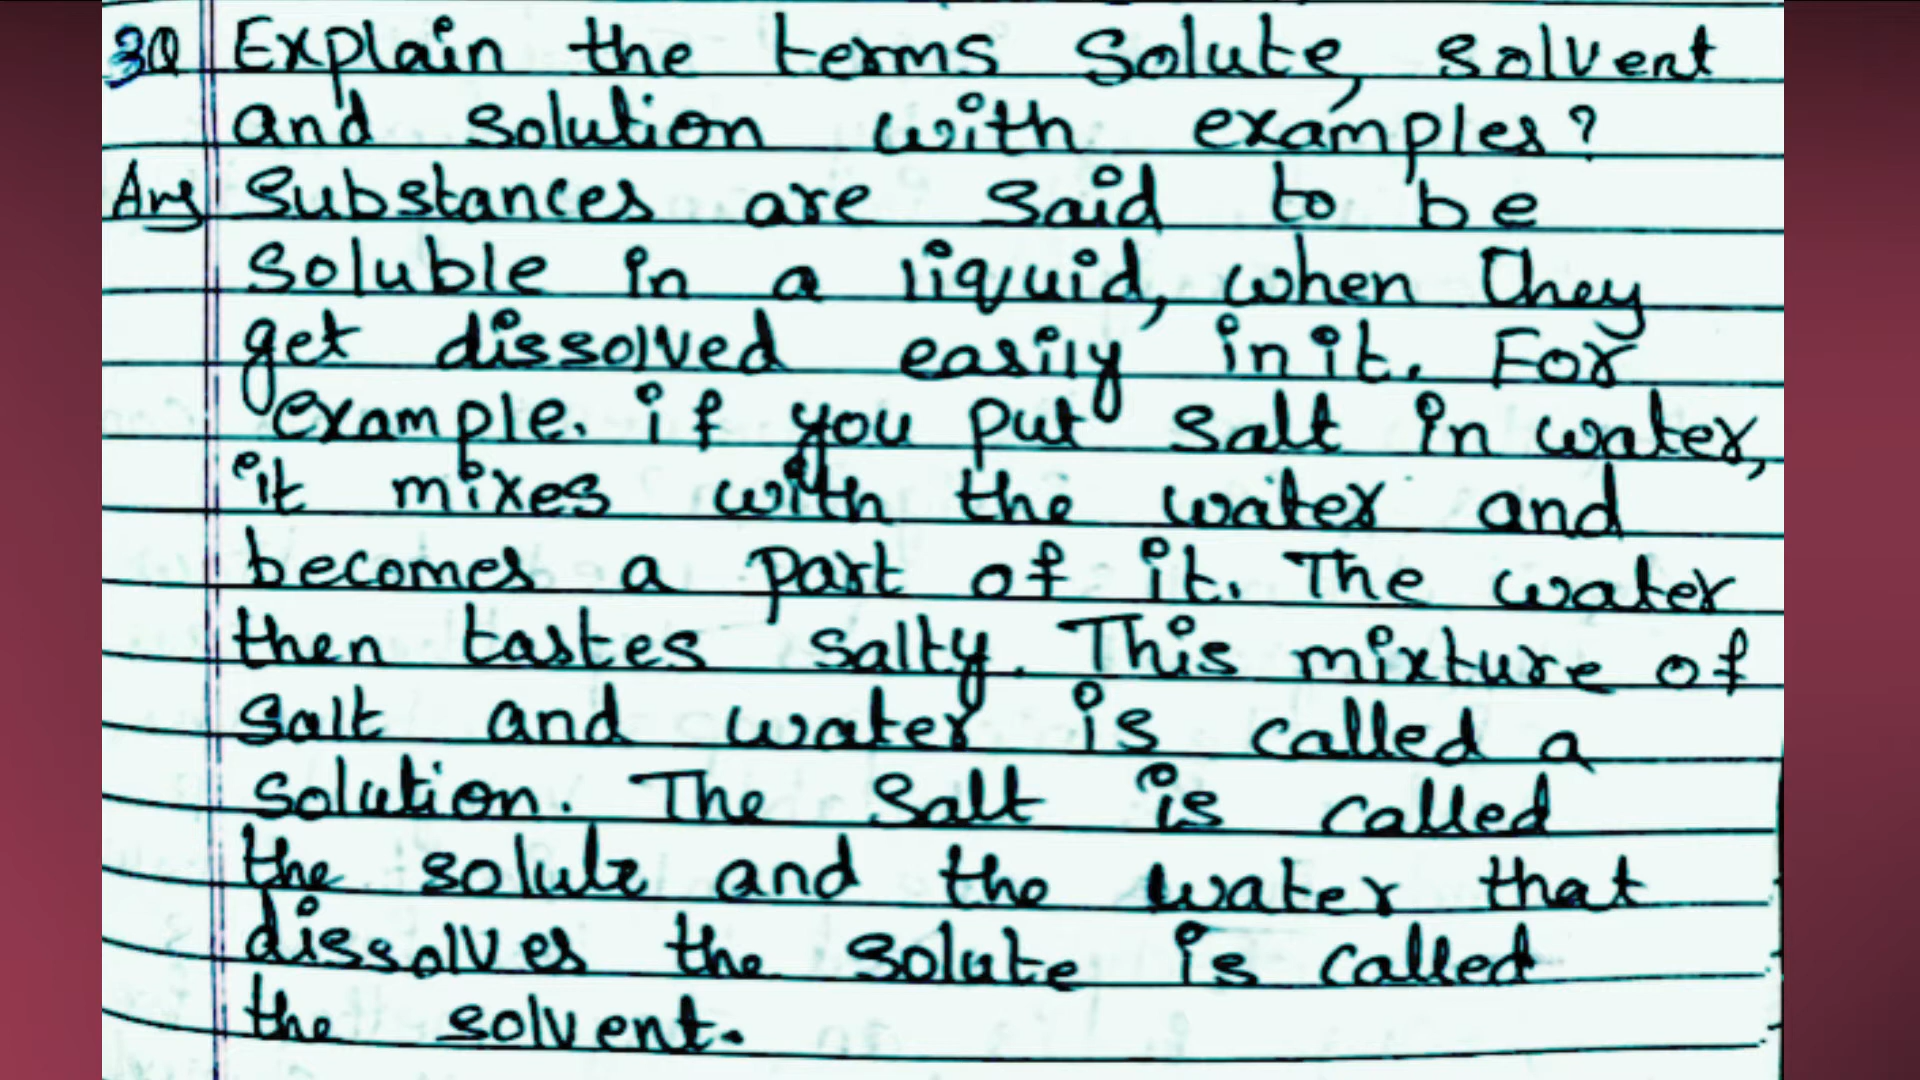 3Q Explain the terms Solute, solvent
and solution with examples?
Ans Substances are said to be
soluble in a liquid, when they
get dissolved easily in it. For
example. if you put salt in water,
it mixes with the water and
becomes a part of it. The water
then tastes salty. This mixture of
salt and water is called a
solution. The salt is called
the solute and the water that
dissolves the solute is called
the solvent.